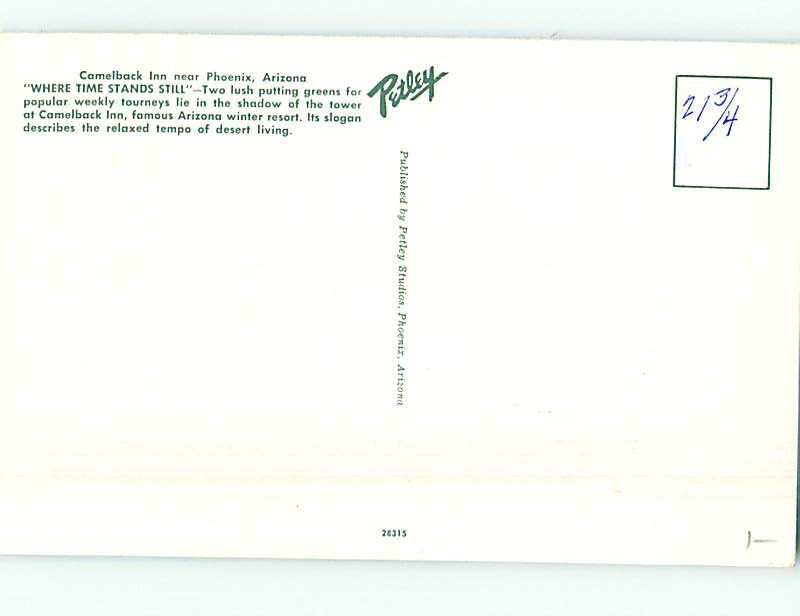 Camelback Inn near Phoenix, Arizona
"WHERE TIME STANDS STILL"—Two lush putting greens for
popular weekly tourneys lie in the shadow of the tower
at Camelback Inn, famous Arizona winter resort. Its slogan
describes the relaxed tempo of desert living.
Petley
Published by Petley Studios, Phoenix, Arizona
21 3/4
28315
1—